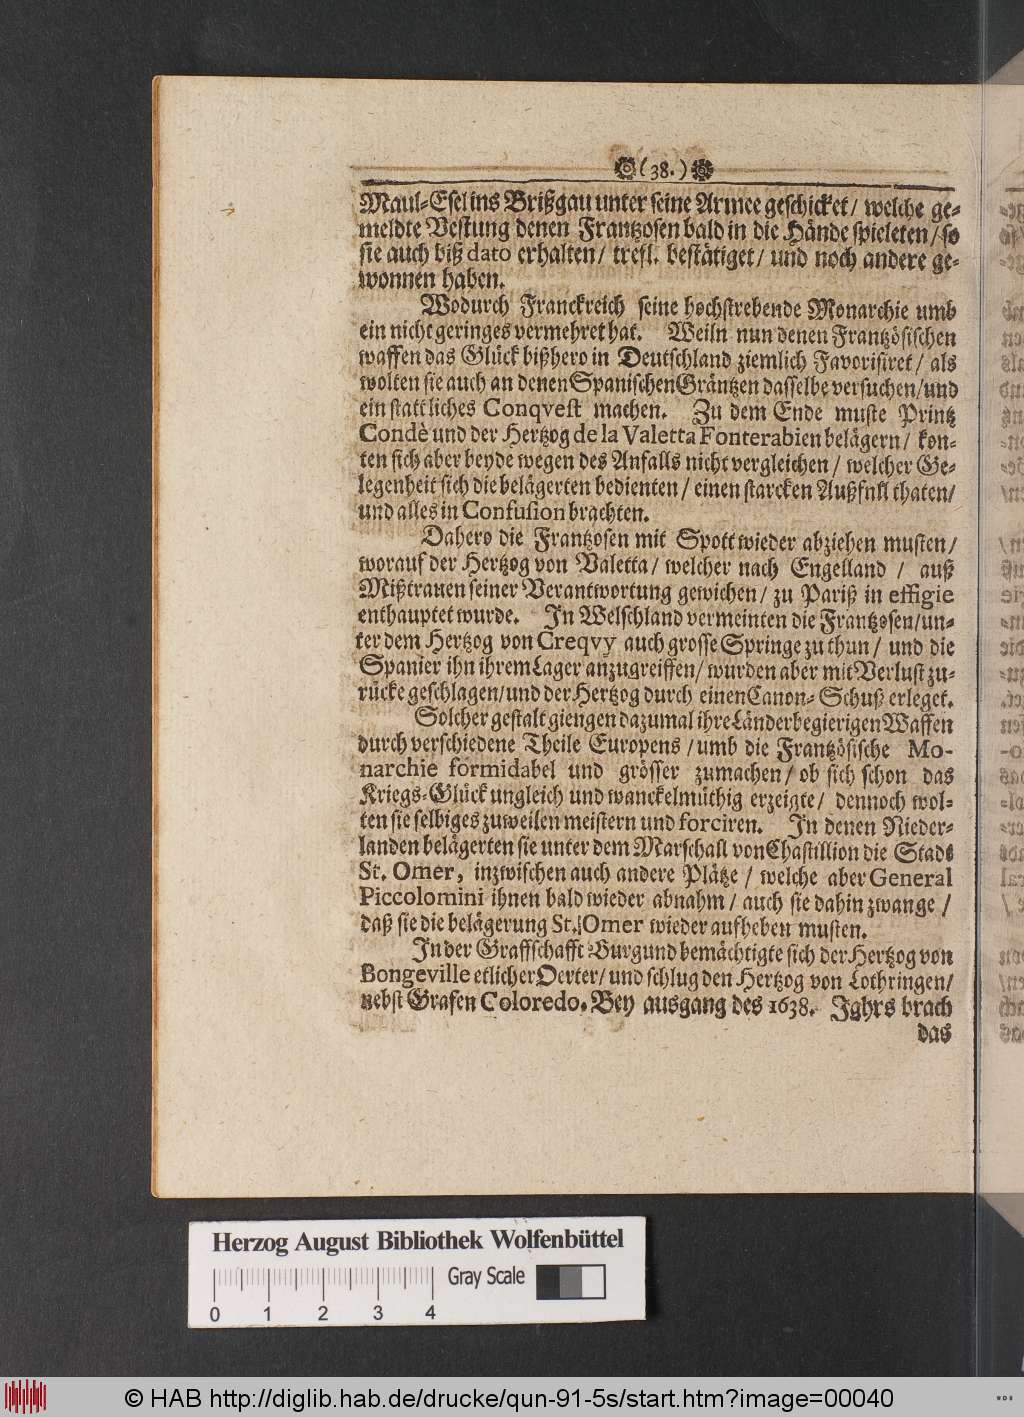 (38.)
Maul-Esel ins Brißgau unter seine Armee geschicket/ welche ge-
meldte Vestung denen Frantzosen bald in die Hände spieleten/ so
sie auch biß dato erhalten/ trefl. bestätiget/ und noch andere ge-
wonnen haben.
Wodurch Franckreich seine hochstrebende Monarchie umb
ein nicht geringes vermehret hat. Weiln nun denen Frantzösischen
waffen das Glück bißhero in Deutschland ziemlich Favorisiret/ als
wolten sie auch an denen Spanischen Gräntzen dasselbe versuchen/ und
ein stattliches Conqvest machen. Zu dem Ende muste Printz
Condè und der Hertzog de la Valetta Fonterabien belägern/ kon-
ten sich aber beyde wegen des Anfalls nicht vergleichen/ welcher Ge-
legenheit sich die belägerten bedienten/ einen starcken Außfall thaten/
und alles in Confusion brachten.
Dahero die Frantzosen mit Spott wieder abziehen musten/
worauf der Hertzog von Valetta/ welcher nach Engelland / auß
Mißtrauen seiner Verantwortung gewichen/ zu Pariß in effigie
enthauptet wurde. In Welschland vermeinten die Frantzosen/ un-
ter dem Hertzog von Creqvy auch grosse Springe zu thun/ und die
Spanier ihn ihrem Lager anzugreiffen/ wurden aber mit Verlust zu-
rücke geschlagen/ und der Hertzog durch einen Canon-Schuß erleget.
Solcher gestalt giengen dazumal ihre Länderbegierigen Waffen
durch verschiedene Theile Europens / umb die Frantzösische Mo-
narchie formidabel und grösser zumachen/ ob sich schon das
Kriegs-Glück ungleich und wanckelmüthig erzeigte/ dennoch wol-
ten sie selbiges zuweilen meistern und forciren. In denen Nieder-
landen belägerten sie unter dem Marschall von Chastillion die Stadt
St. Omer, inzwischen auch andere Plätze / welche aber General
Piccolomini ihnen bald wieder abnahm / auch sie dahin zwange /
daß sie die belägerung St. Omer wieder aufheben musten.
In der Graffschafft Burgund bemächtigte sich der Hertzog von
Bongeville etlicher Oerter/ und schlug den Hertzog von Lothringen/
nebst Grafen Coloredo. Bey ausgang des 1638. Jahrs brach
das
Herzog August Bibliothek Wolfenbüttel
Gray Scale
0 1 2 3 4
© HAB http://diglib.hab.de/drucke/qun-91-5s/start.htm?image=00040